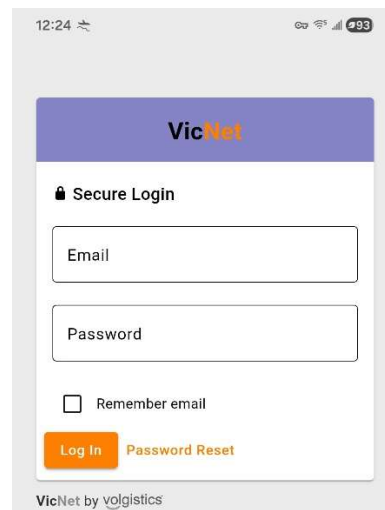 12:24
93
VicNet
Secure Login
Email
Password
Remember email
Log In Password Reset
VicNet by volgistics